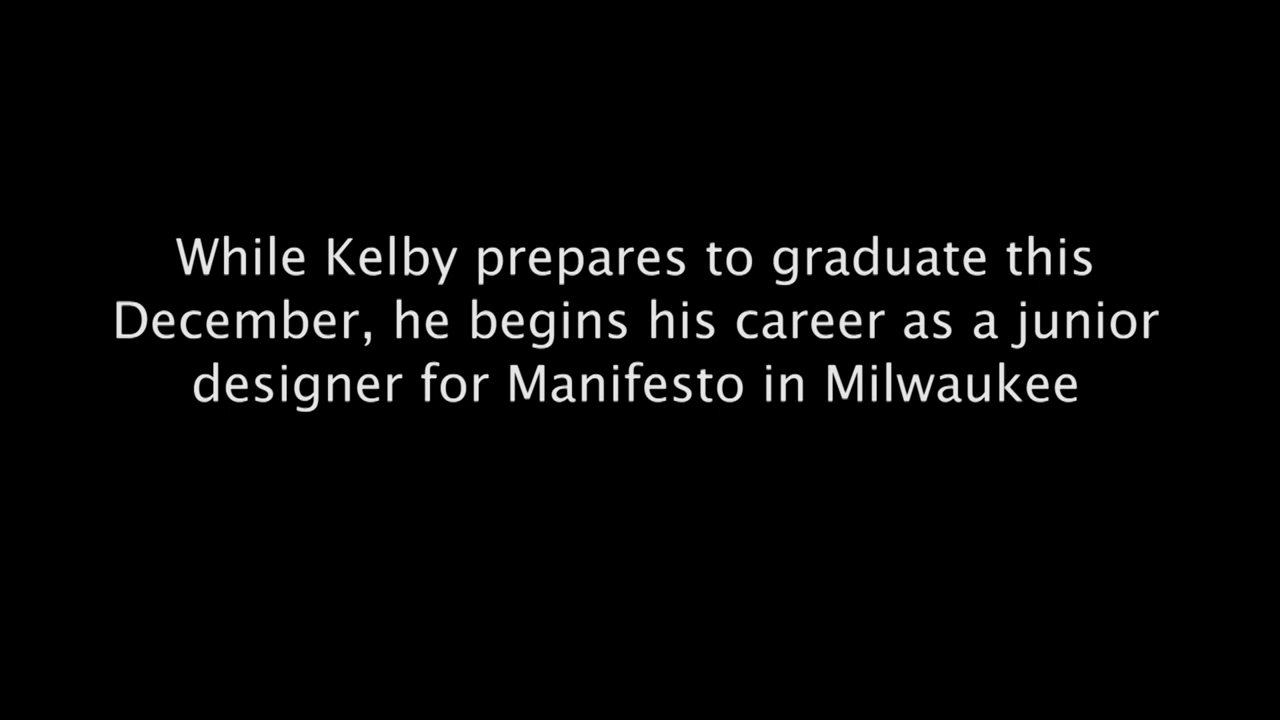 While Kelby prepares to graduate this
December, he begins his career as a junior
designer for Manifesto in Milwaukee